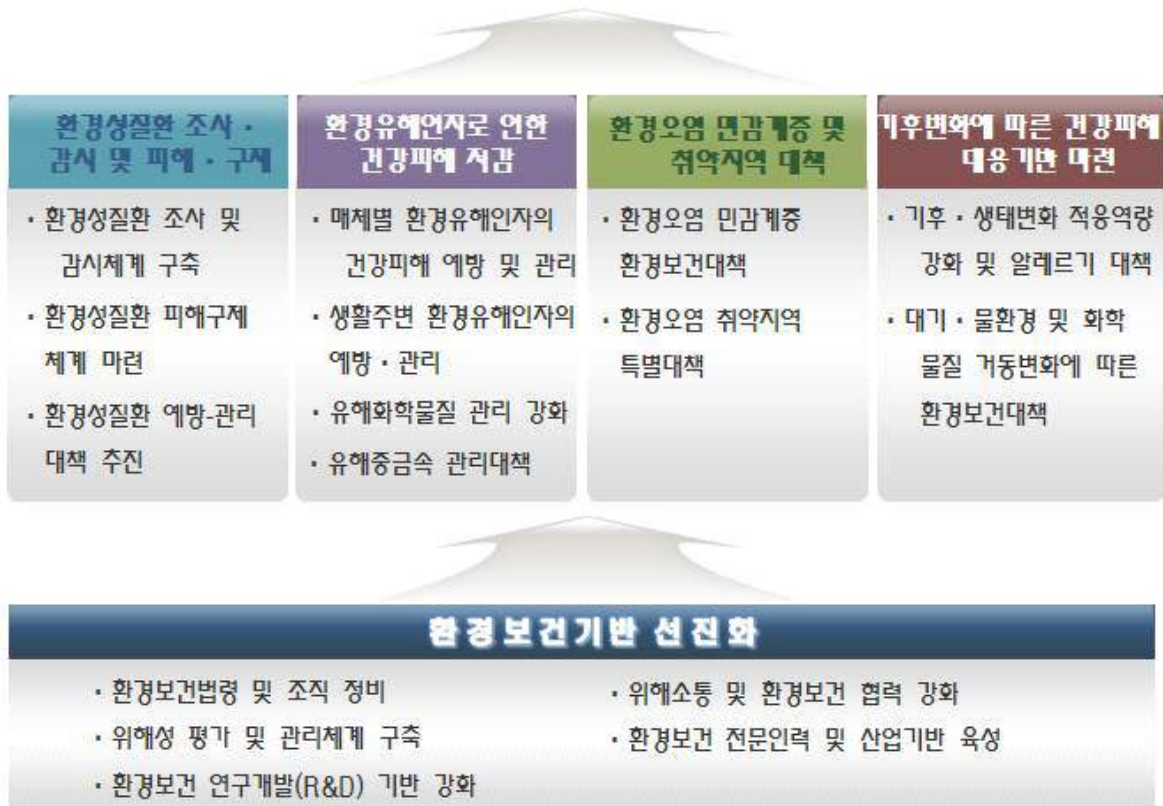 환경성질환 조사 ·
감시 및 피해 · 구제
· 환경성질환 조사 및
감시체계 구축
· 환경성질환 피해구제
체계 마련
· 환경성질환 예방-관리
대책 추진
환경유해인자로 인한
건강피해 저감
· 매체별 환경유해인자의
건강피해 예방 및 관리
· 생활주변 환경유해인자의
예방 · 관리
· 유해화학물질 관리 강화
· 유해중금속 관리대책
환경오염 민감계층 및
취약지역 대책
· 환경오염 민감계층
환경보건대책
· 환경오염 취약지역
특별대책
기후변화에 따른 건강피해
대응기반 마련
· 기후 · 생태변화 적응역량
강화 및 알레르기 대책
· 대기 · 물환경 및 화학
물질 거동변화에 따른
환경보건대책
환경보건기반 선진화
· 환경보건법령 및 조직 정비
· 위해성 평가 및 관리체계 구축
· 환경보건 연구개발(R&D) 기반 강화
· 위해소통 및 환경보건 협력 강화
· 환경보건 전문인력 및 산업기반 육성